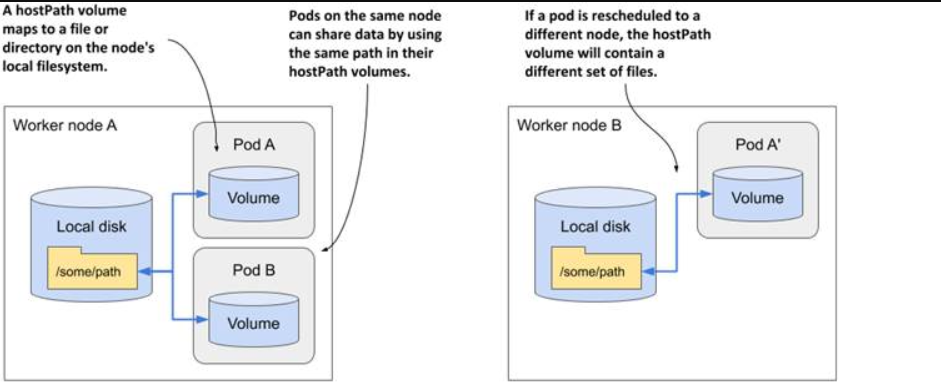 A hostPath volume
maps to a file or
directory on the node's
local filesystem.
Pods on the same node
can share data by using
the same path in their
hostPath volumes.
If a pod is rescheduled to a
different node, the hostPath
volume will contain a
different set of files.
Worker node A
Pod A
Volume
Local disk
/some/path
Pod B
Volume
Worker node B
Pod A'
Volume
Local disk
/some/path